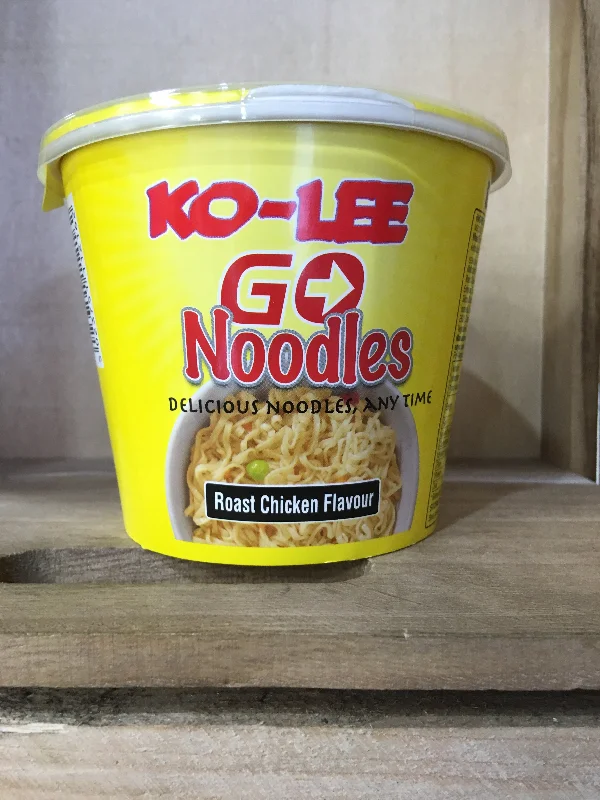 KO-LEE
GO
Noodles
DELICIOUS NOODLES, ANY TIME
Roast Chicken Flavour